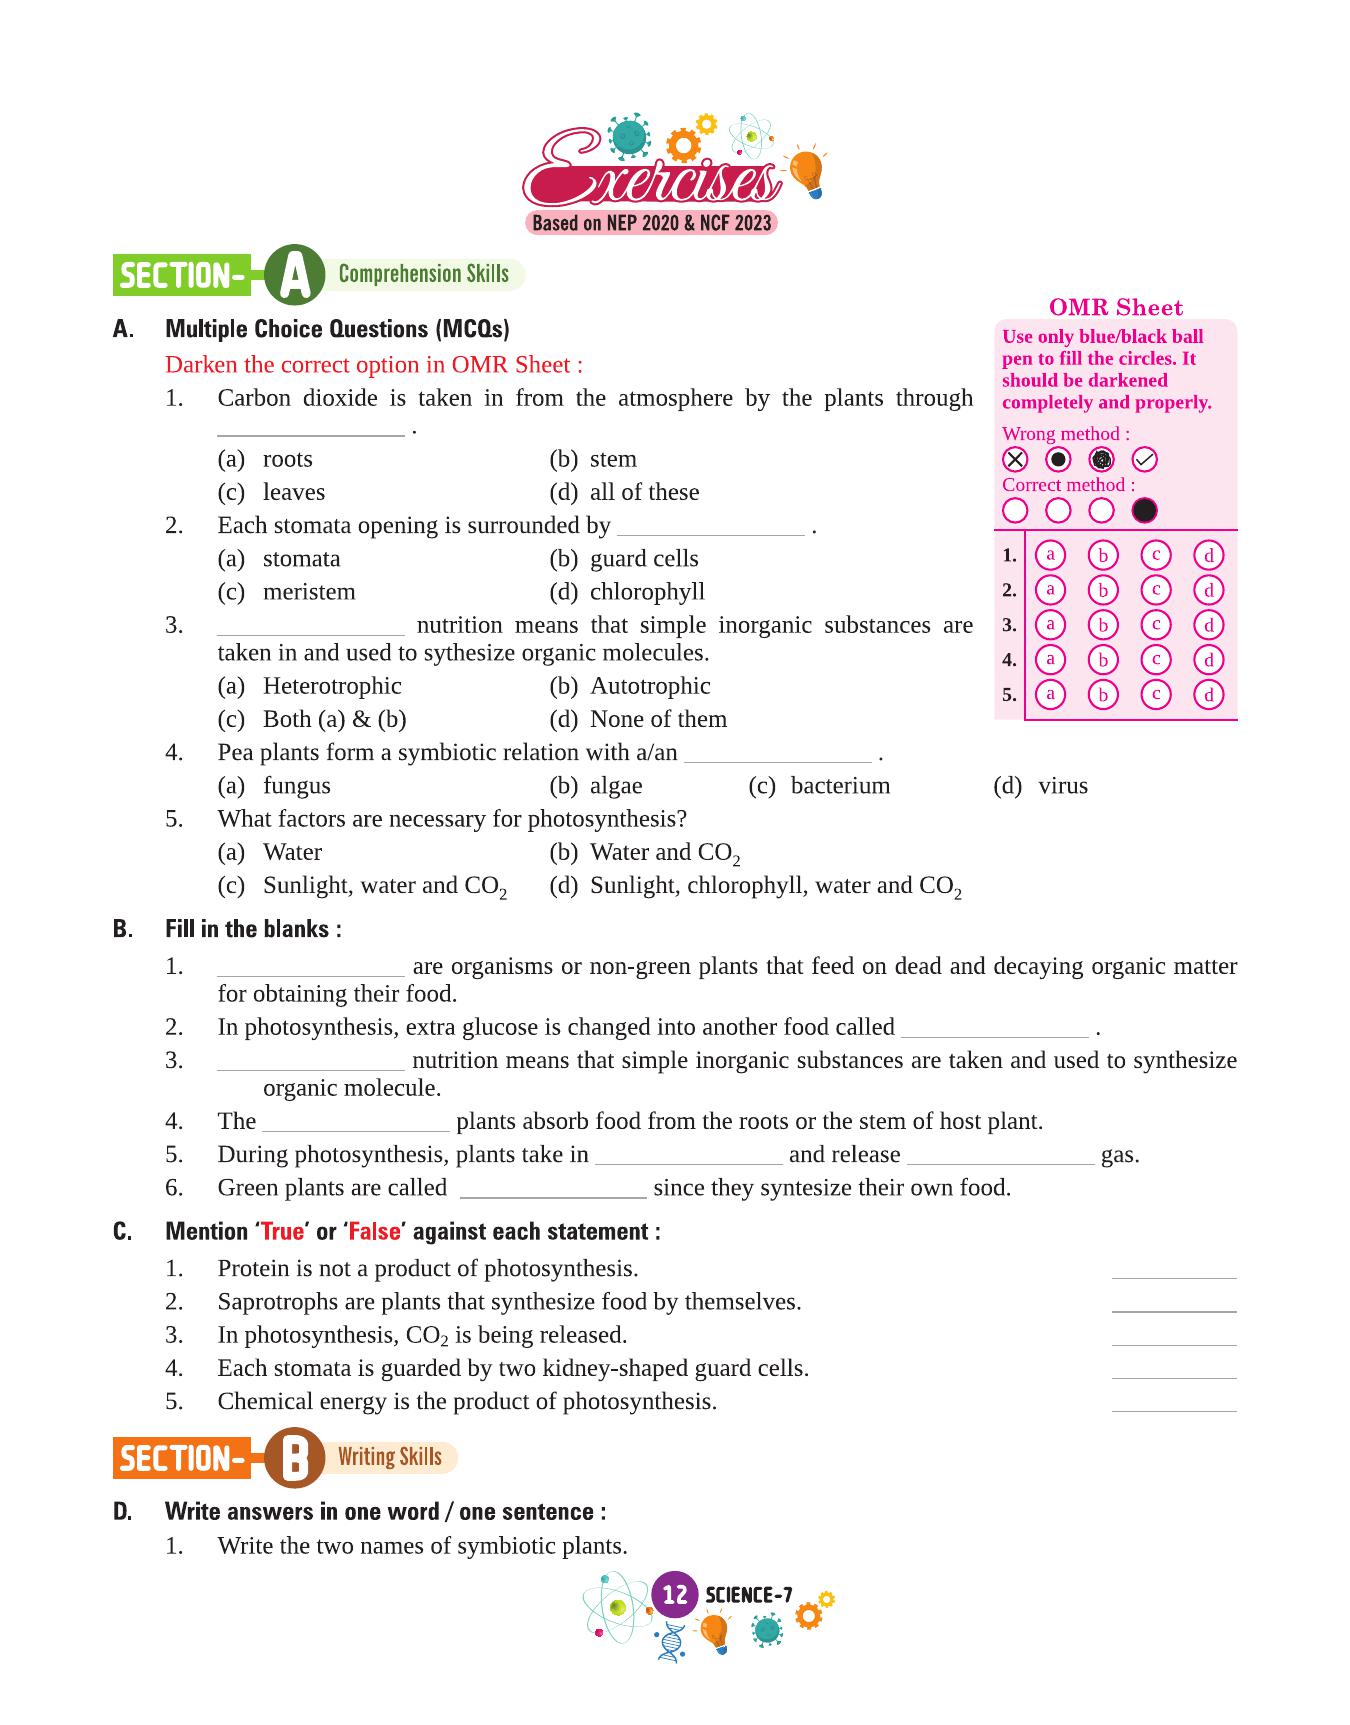 Exercises
Based on NEP 2020 & NCF 2023
SECTION- A Comprehension Skills
A. Multiple Choice Questions (MCQs)
Darken the correct option in OMR Sheet :
1. Carbon dioxide is taken in from the atmosphere by the plants through
_______________ .
(a) roots (b) stem
(c) leaves (d) all of these
2. Each stomata opening is surrounded by _______________ .
(a) stomata (b) guard cells
(c) meristem (d) chlorophyll
3. _______________ nutrition means that simple inorganic substances are
taken in and used to sythesize organic molecules.
(a) Heterotrophic (b) Autotrophic
(c) Both (a) & (b) (d) None of them
4. Pea plants form a symbiotic relation with a/an _______________ .
(a) fungus (b) algae (c) bacterium (d) virus
5. What factors are necessary for photosynthesis?
(a) Water (b) Water and CO2
(c) Sunlight, water and CO2 (d) Sunlight, chlorophyll, water and CO2
OMR Sheet
Use only blue/black ball
pen to fill the circles. It
should be darkened
completely and properly.
Wrong method :
Correct method :
1. a b c d
2. a b c d
3. a b c d
4. a b c d
5. a b c d
B. Fill in the blanks :
1. _______________ are organisms or non-green plants that feed on dead and decaying organic matter
for obtaining their food.
2. In photosynthesis, extra glucose is changed into another food called _______________ .
3. _______________ nutrition means that simple inorganic substances are taken and used to synthesize
organic molecule.
4. The _______________ plants absorb food from the roots or the stem of host plant.
5. During photosynthesis, plants take in _______________ and release _______________ gas.
6. Green plants are called _______________ since they syntesize their own food.
C. Mention ‘True’ or ‘False’ against each statement :
1. Protein is not a product of photosynthesis. __________
2. Saprotrophs are plants that synthesize food by themselves. __________
3. In photosynthesis, CO2 is being released. __________
4. Each stomata is guarded by two kidney-shaped guard cells. __________
5. Chemical energy is the product of photosynthesis. __________
SECTION- B Writing Skills
D. Write answers in one word / one sentence :
1. Write the two names of symbiotic plants.
12 SCIENCE-7